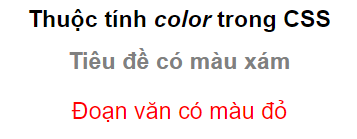 Thuộc tính color trong CSS
Tiêu đề có màu xám
Đoạn văn có màu đỏ